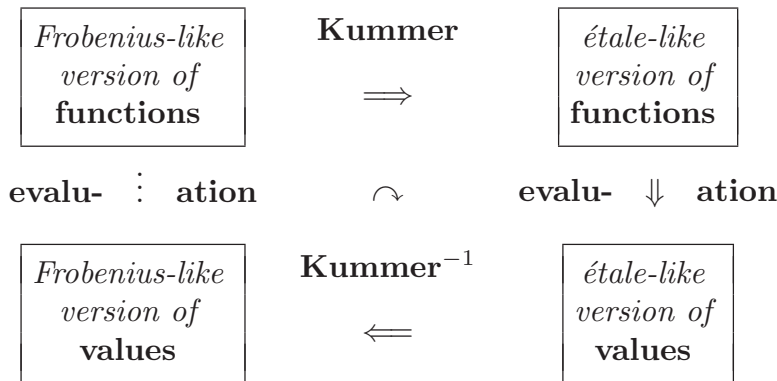 Frobenius-like
version of
functions
Kummer
⟹
étale-like
version of
functions
evalu- ⋮ ation
↷
evalu- ⇓ ation
Frobenius-like
version of
values
Kummer⁻¹
⟸
étale-like
version of
values